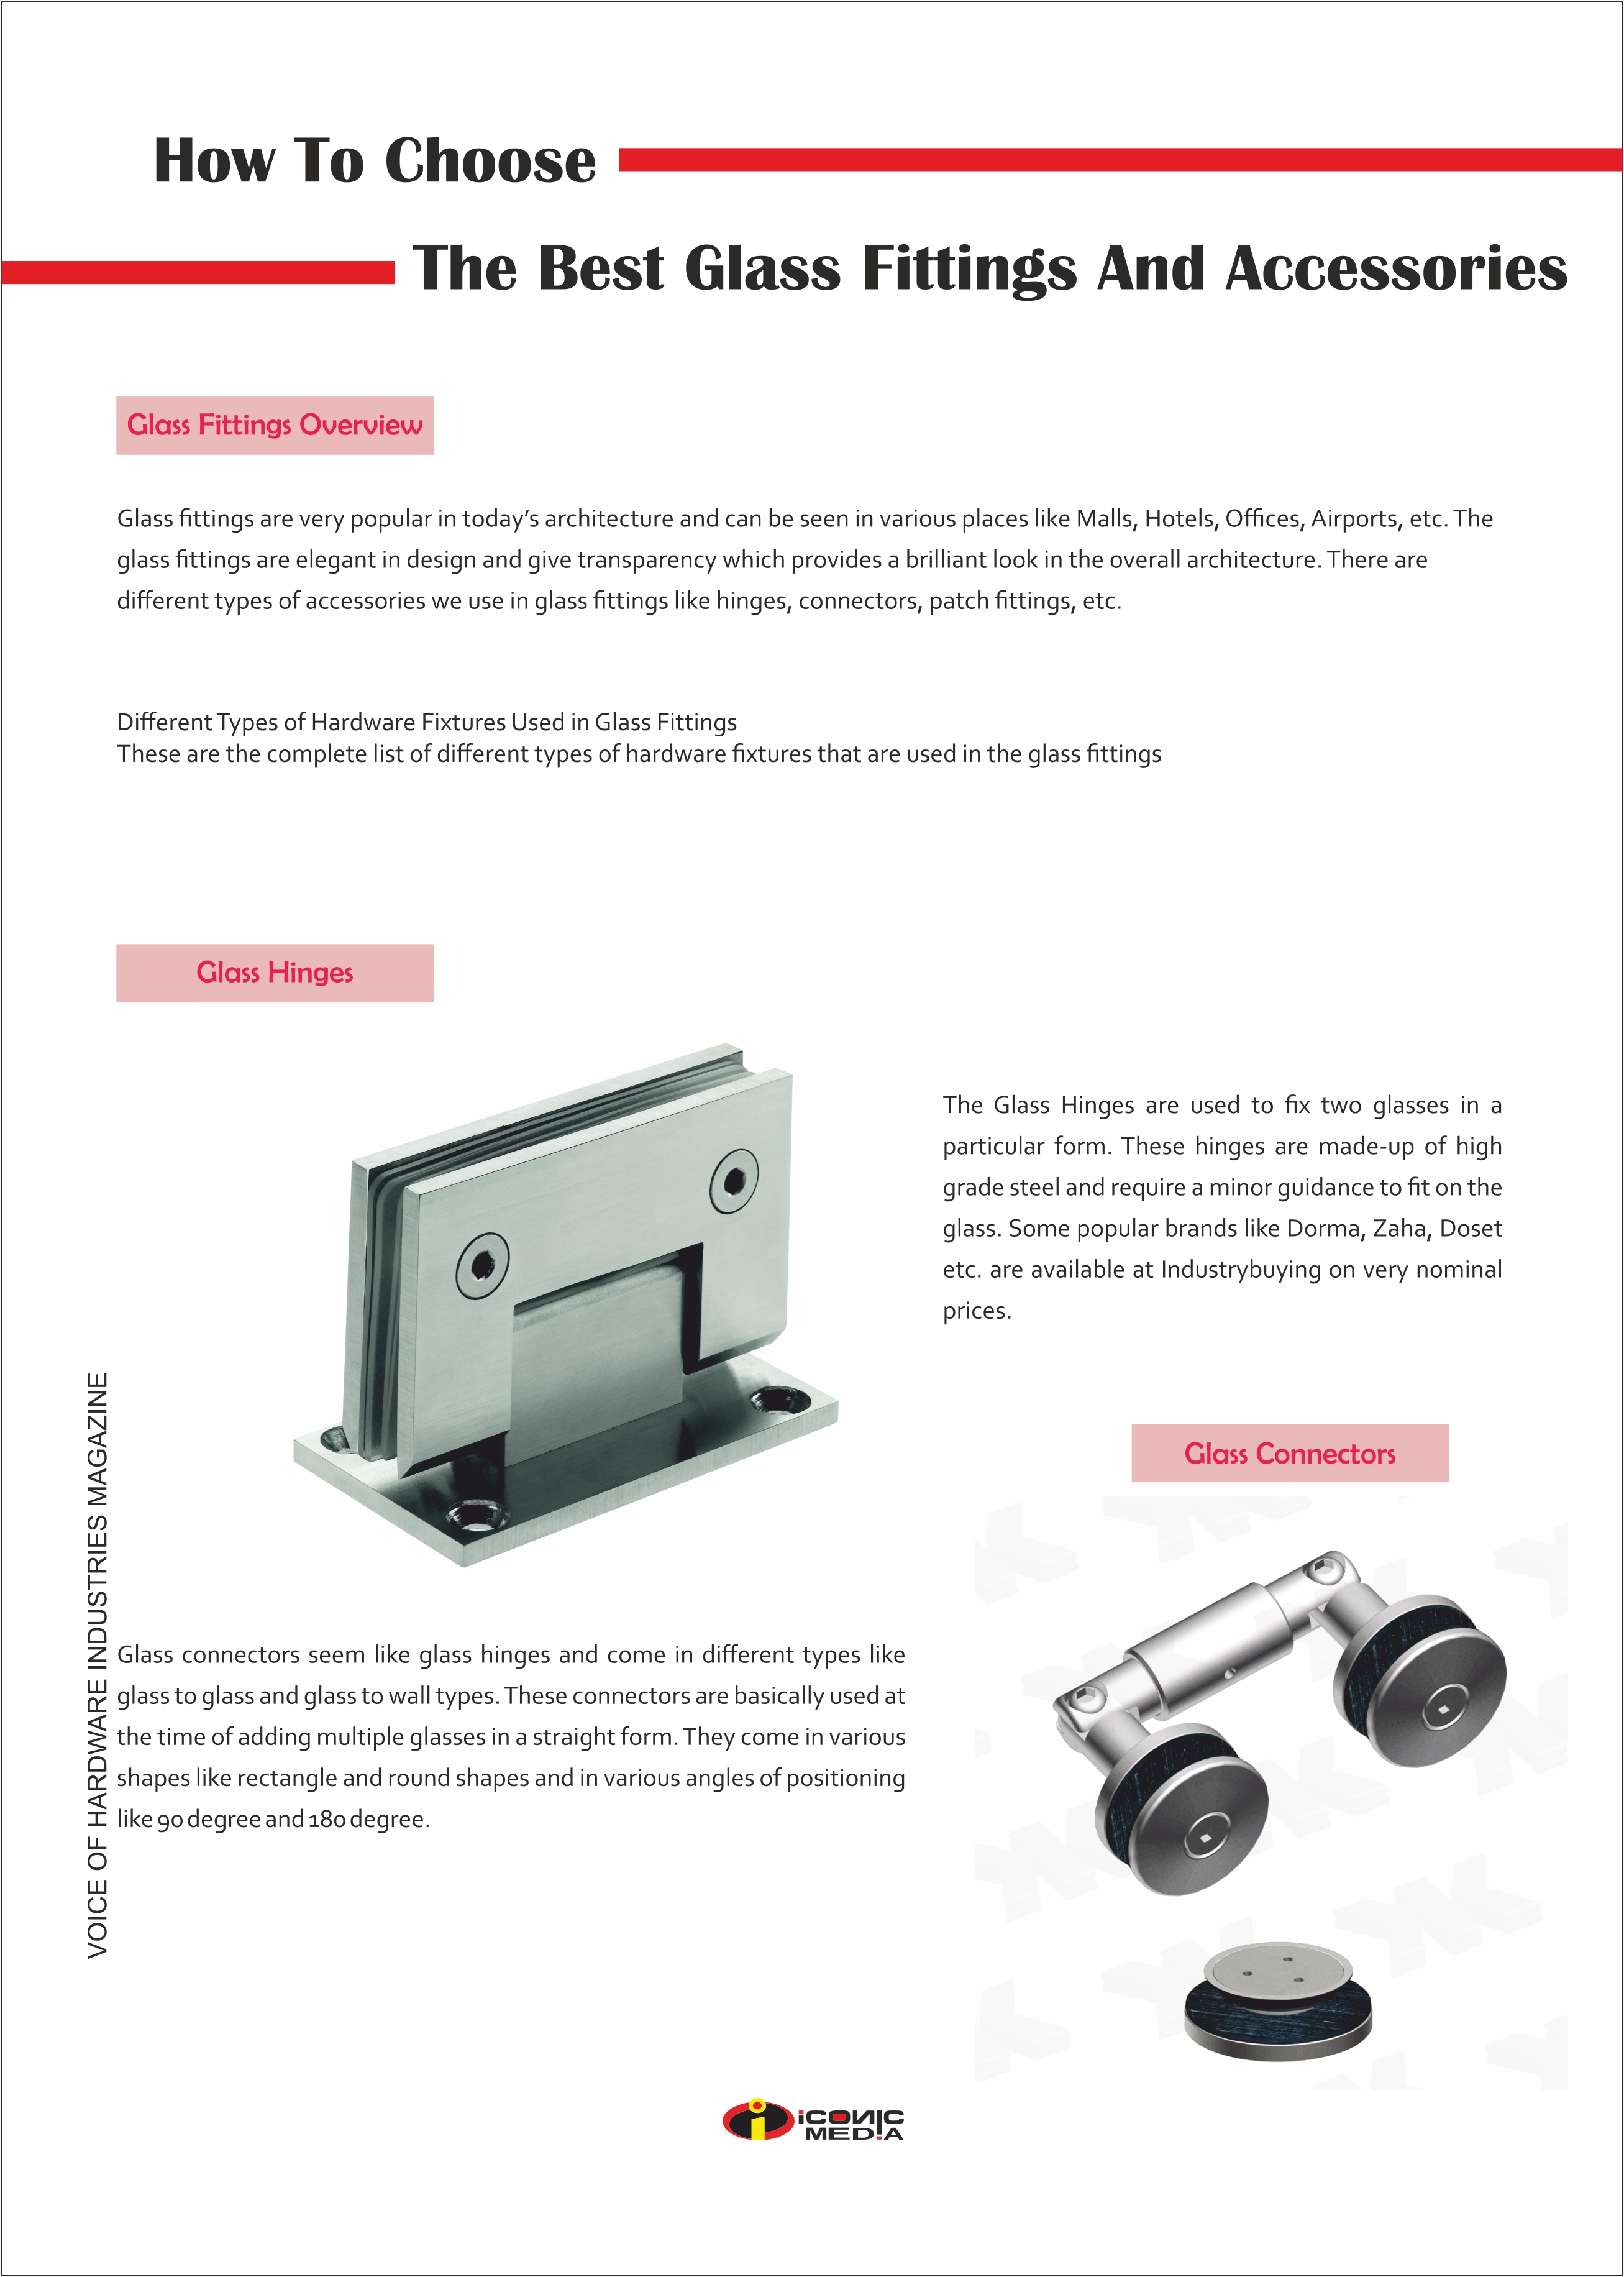 How To Choose
The Best Glass Fittings And Accessories
Glass Fittings Overview
Glass fittings are very popular in today’s architecture and can be seen in various places like Malls, Hotels, Offices, Airports, etc. The
glass fittings are elegant in design and give transparency which provides a brilliant look in the overall architecture. There are
different types of accessories we use in glass fittings like hinges, connectors, patch fittings, etc.
Different Types of Hardware Fixtures Used in Glass Fittings
These are the complete list of different types of hardware fixtures that are used in the glass fittings
Glass Hinges
The Glass Hinges are used to fix two glasses in a
particular form. These hinges are made-up of high
grade steel and require a minor guidance to fit on the
glass. Some popular brands like Dorma, Zaha, Doset
etc. are available at Industrybuying on very nominal
prices.
Glass Connectors
Glass connectors seem like glass hinges and come in different types like
glass to glass and glass to wall types. These connectors are basically used at
the time of adding multiple glasses in a straight form. They come in various
shapes like rectangle and round shapes and in various angles of positioning
like 90 degree and 180 degree.
VOICE OF HARDWARE INDUSTRIES MAGAZINE
iCONIC
MEDiA